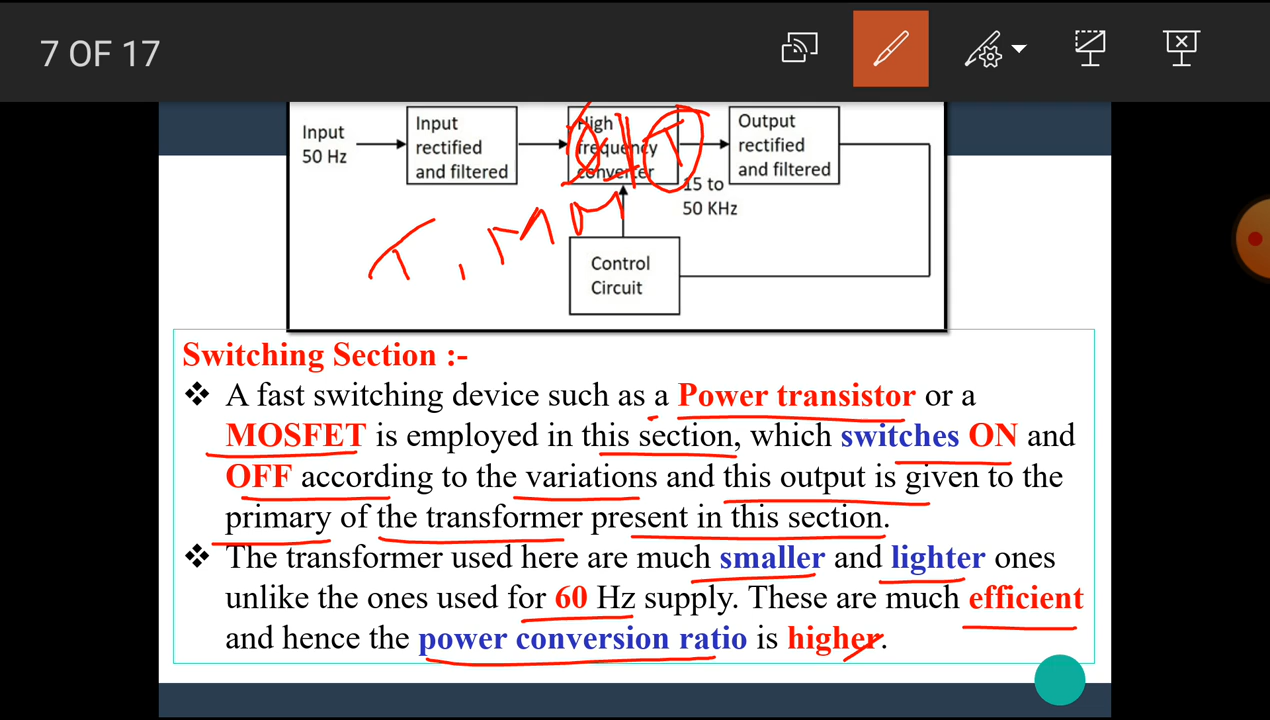 7 OF 17
Input
50 Hz
Input
rectified
and filtered
High
frequency
converter
15 to
50 KHz
Output
rectified
and filtered
Control
Circuit
T
T, M
Switching Section :-
❖ A fast switching device such as a Power transistor or a
MOSFET is employed in this section, which switches ON and
OFF according to the variations and this output is given to the
primary of the transformer present in this section.
❖ The transformer used here are much smaller and lighter ones
unlike the ones used for 60 Hz supply. These are much efficient
and hence the power conversion ratio is higher.